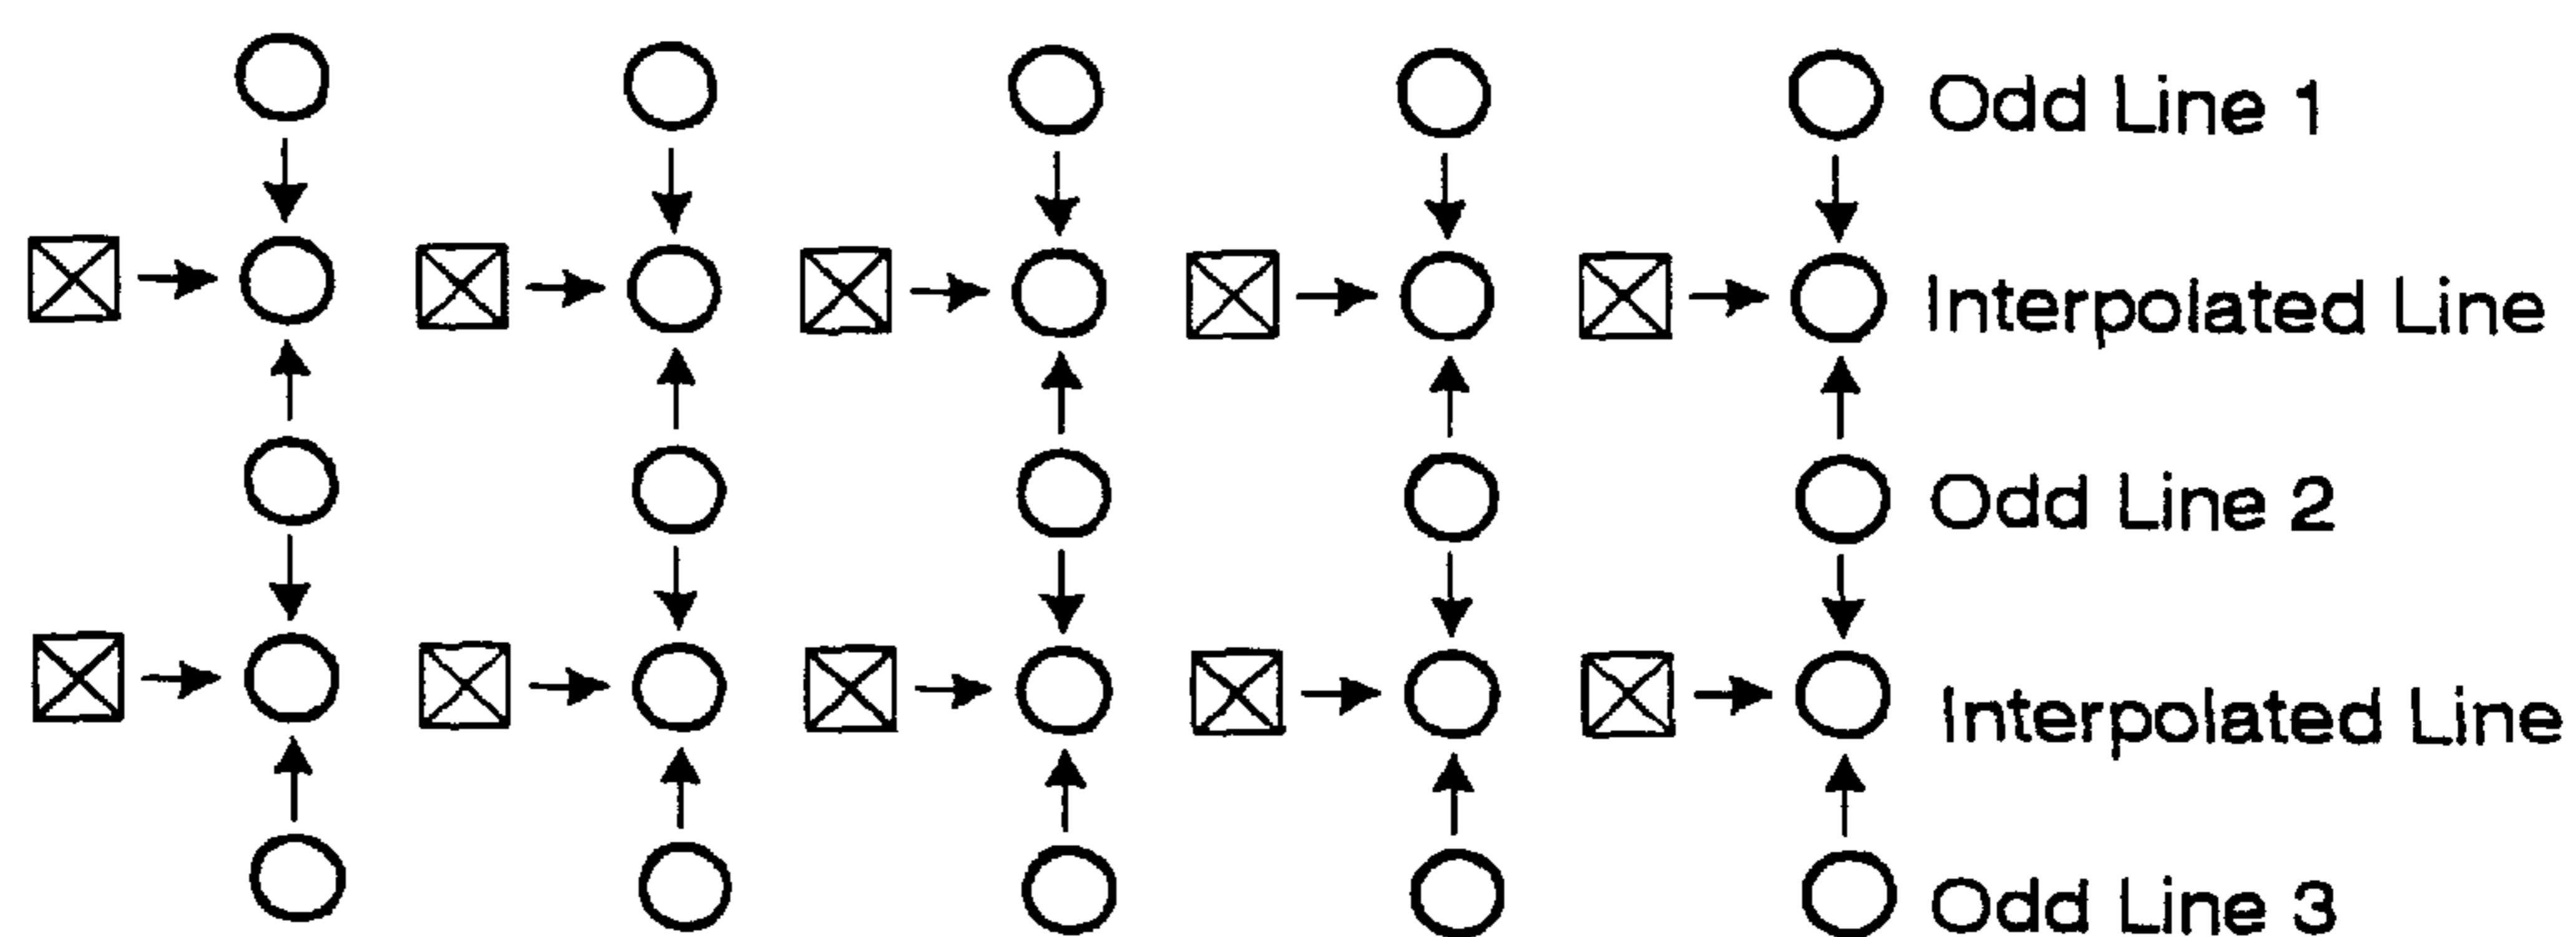 Odd Line 1
Interpolated Line
Odd Line 2
Interpolated Line
Odd Line 3